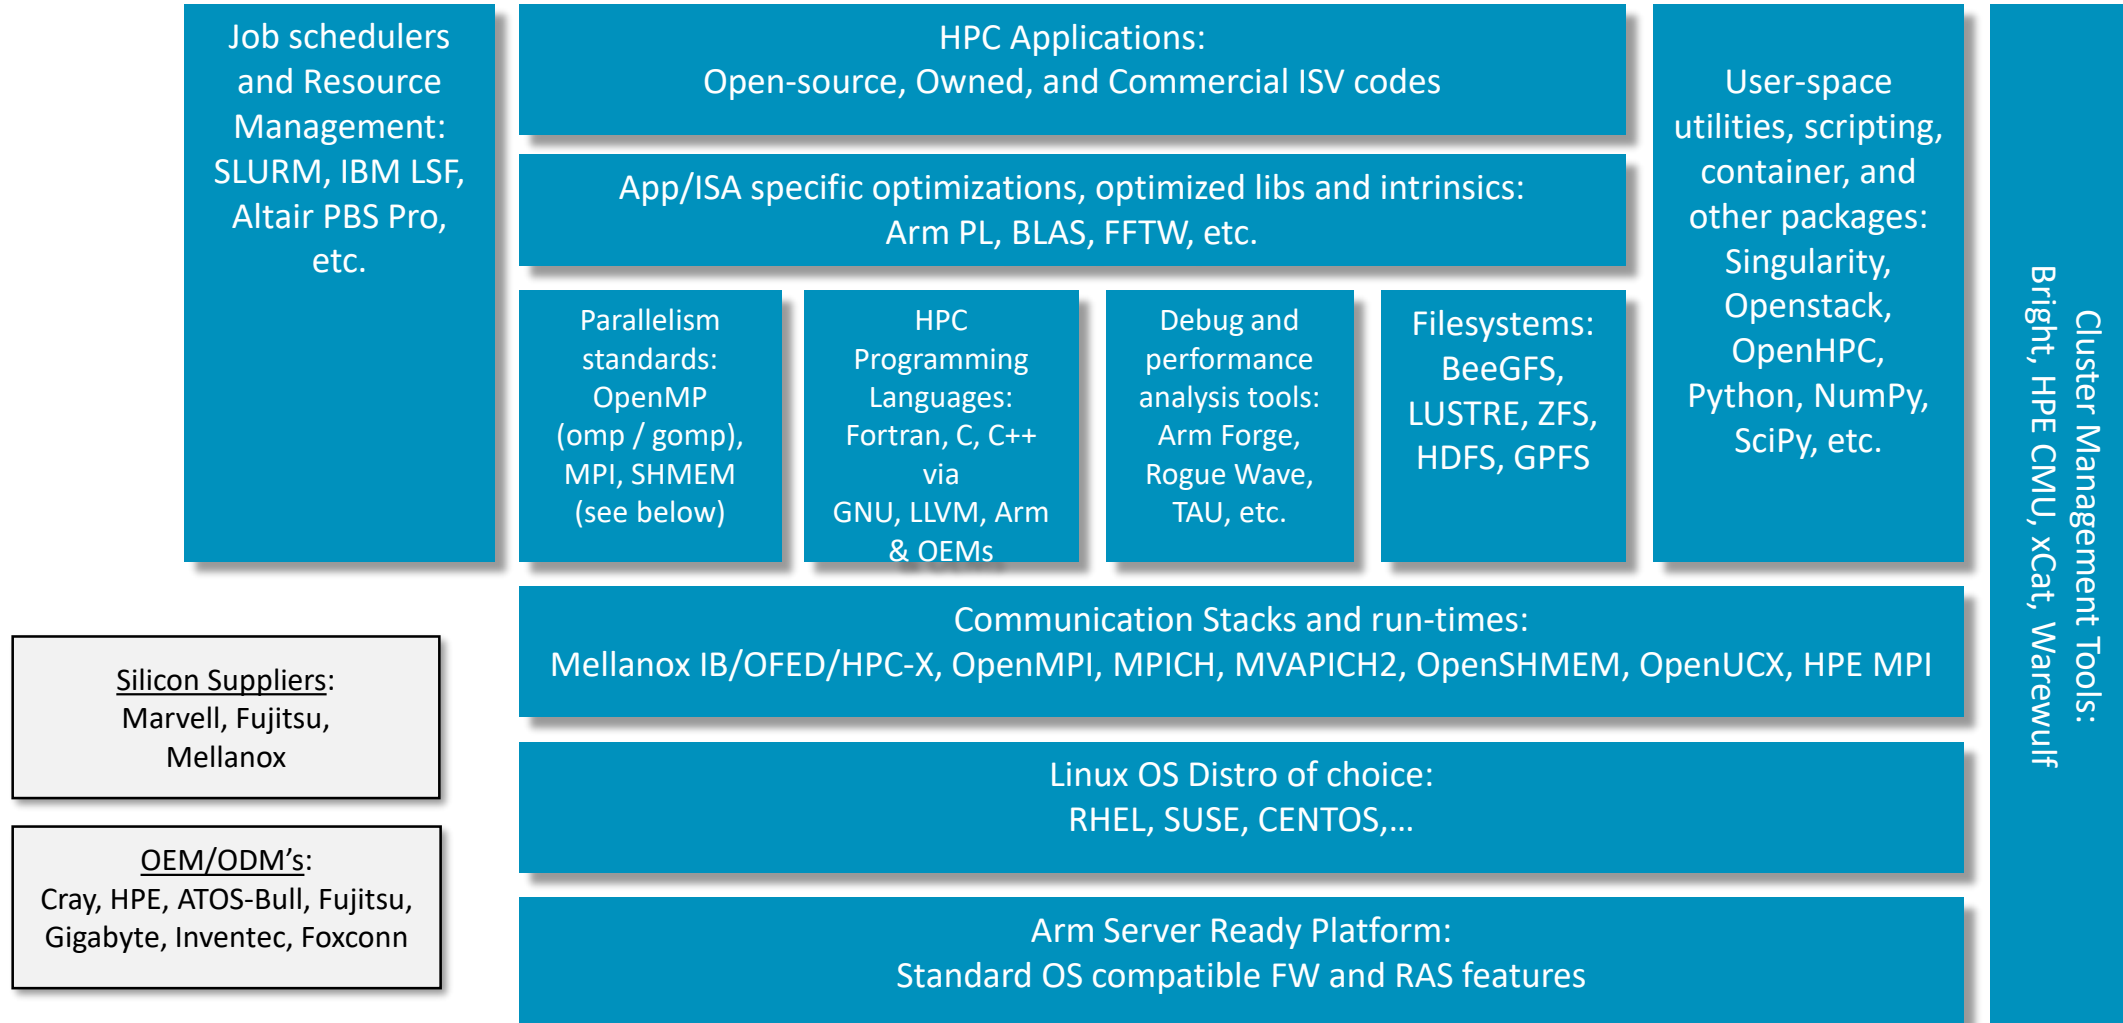 Job schedulers
and Resource
Management:
SLURM, IBM LSF,
Altair PBS Pro,
etc.
HPC Applications:
Open-source, Owned, and Commercial ISV codes
App/ISA specific optimizations, optimized libs and intrinsics:
Arm PL, BLAS, FFTW, etc.
Parallelism
standards:
OpenMP
(omp / gomp),
MPI, SHMEM
(see below)
HPC
Programming
Languages:
Fortran, C, C++
via
GNU, LLVM, Arm
& OEMs
Debug and
performance
analysis tools:
Arm Forge,
Rogue Wave,
TAU, etc.
Filesystems:
BeeGFS,
LUSTRE, ZFS,
HDFS, GPFS
User-space
utilities, scripting,
container, and
other packages:
Singularity,
Openstack,
OpenHPC,
Python, NumPy,
SciPy, etc.
Cluster Management Tools:
Bright, HPE CMU, xCat, Warewulf
Communication Stacks and run-times:
Mellanox IB/OFED/HPC-X, OpenMPI, MPICH, MVAPICH2, OpenSHMEM, OpenUCX, HPE MPI
Linux OS Distro of choice:
RHEL, SUSE, CENTOS,...
Arm Server Ready Platform:
Standard OS compatible FW and RAS features
Silicon Suppliers:
Marvell, Fujitsu,
Mellanox
OEM/ODM’s:
Cray, HPE, ATOS-Bull, Fujitsu,
Gigabyte, Inventec, Foxconn